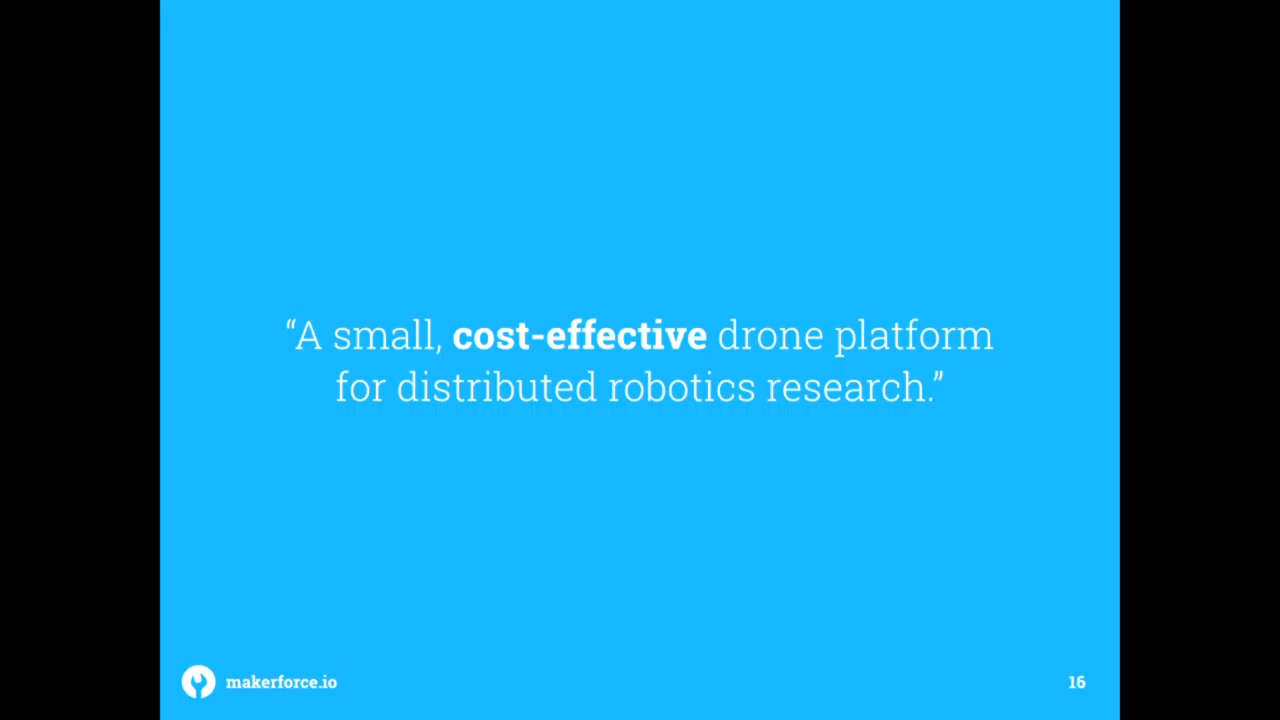 “A small, cost-effective drone platform
for distributed robotics research.”
makerforce.io
16